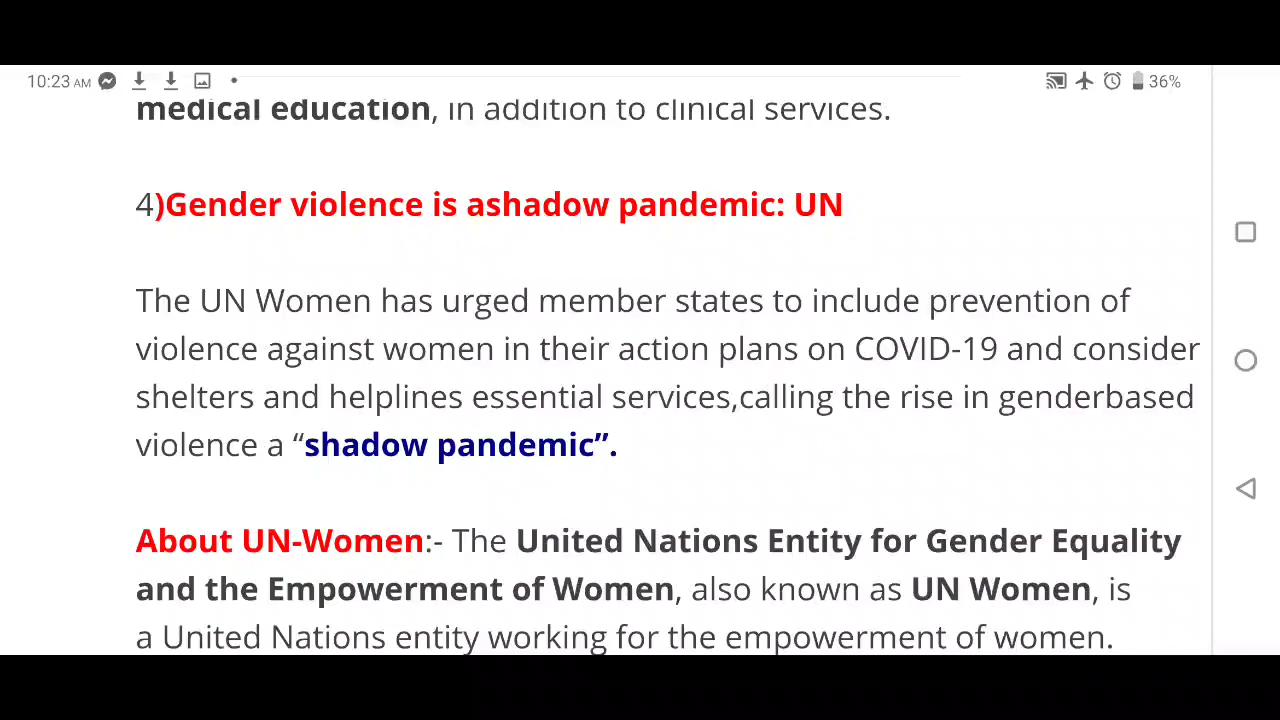 10:23 AM 36%
medical education, in addition to clinical services.
4)Gender violence is ashadow pandemic: UN
The UN Women has urged member states to include prevention of
violence against women in their action plans on COVID-19 and consider
shelters and helplines essential services,calling the rise in genderbased
violence a “shadow pandemic”.
About UN-Women:- The United Nations Entity for Gender Equality
and the Empowerment of Women, also known as UN Women, is
a United Nations entity working for the empowerment of women.